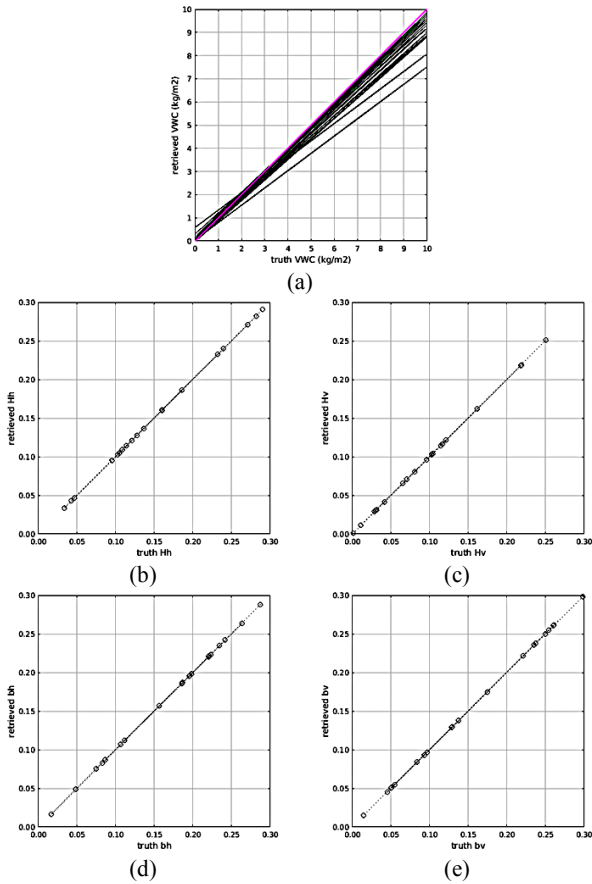 10
9
8
7
6
5
4
3
2
1
0
retrieved VWC (kg/m2)
0 1 2 3 4 5 6 7 8 9 10
truth VWC (kg/m2)
(a)
0.30
0.25
0.20
0.15
0.10
0.05
0.00
retrieved Hh
0.00 0.05 0.10 0.15 0.20 0.25 0.30
truth Hh
(b)
0.30
0.25
0.20
0.15
0.10
0.05
0.00
retrieved Hv
0.00 0.05 0.10 0.15 0.20 0.25 0.30
truth Hv
(c)
0.30
0.25
0.20
0.15
0.10
0.05
0.00
retrieved bh
0.00 0.05 0.10 0.15 0.20 0.25 0.30
truth bh
(d)
0.30
0.25
0.20
0.15
0.10
0.05
0.00
retrieved bv
0.00 0.05 0.10 0.15 0.20 0.25 0.30
truth bv
(e)